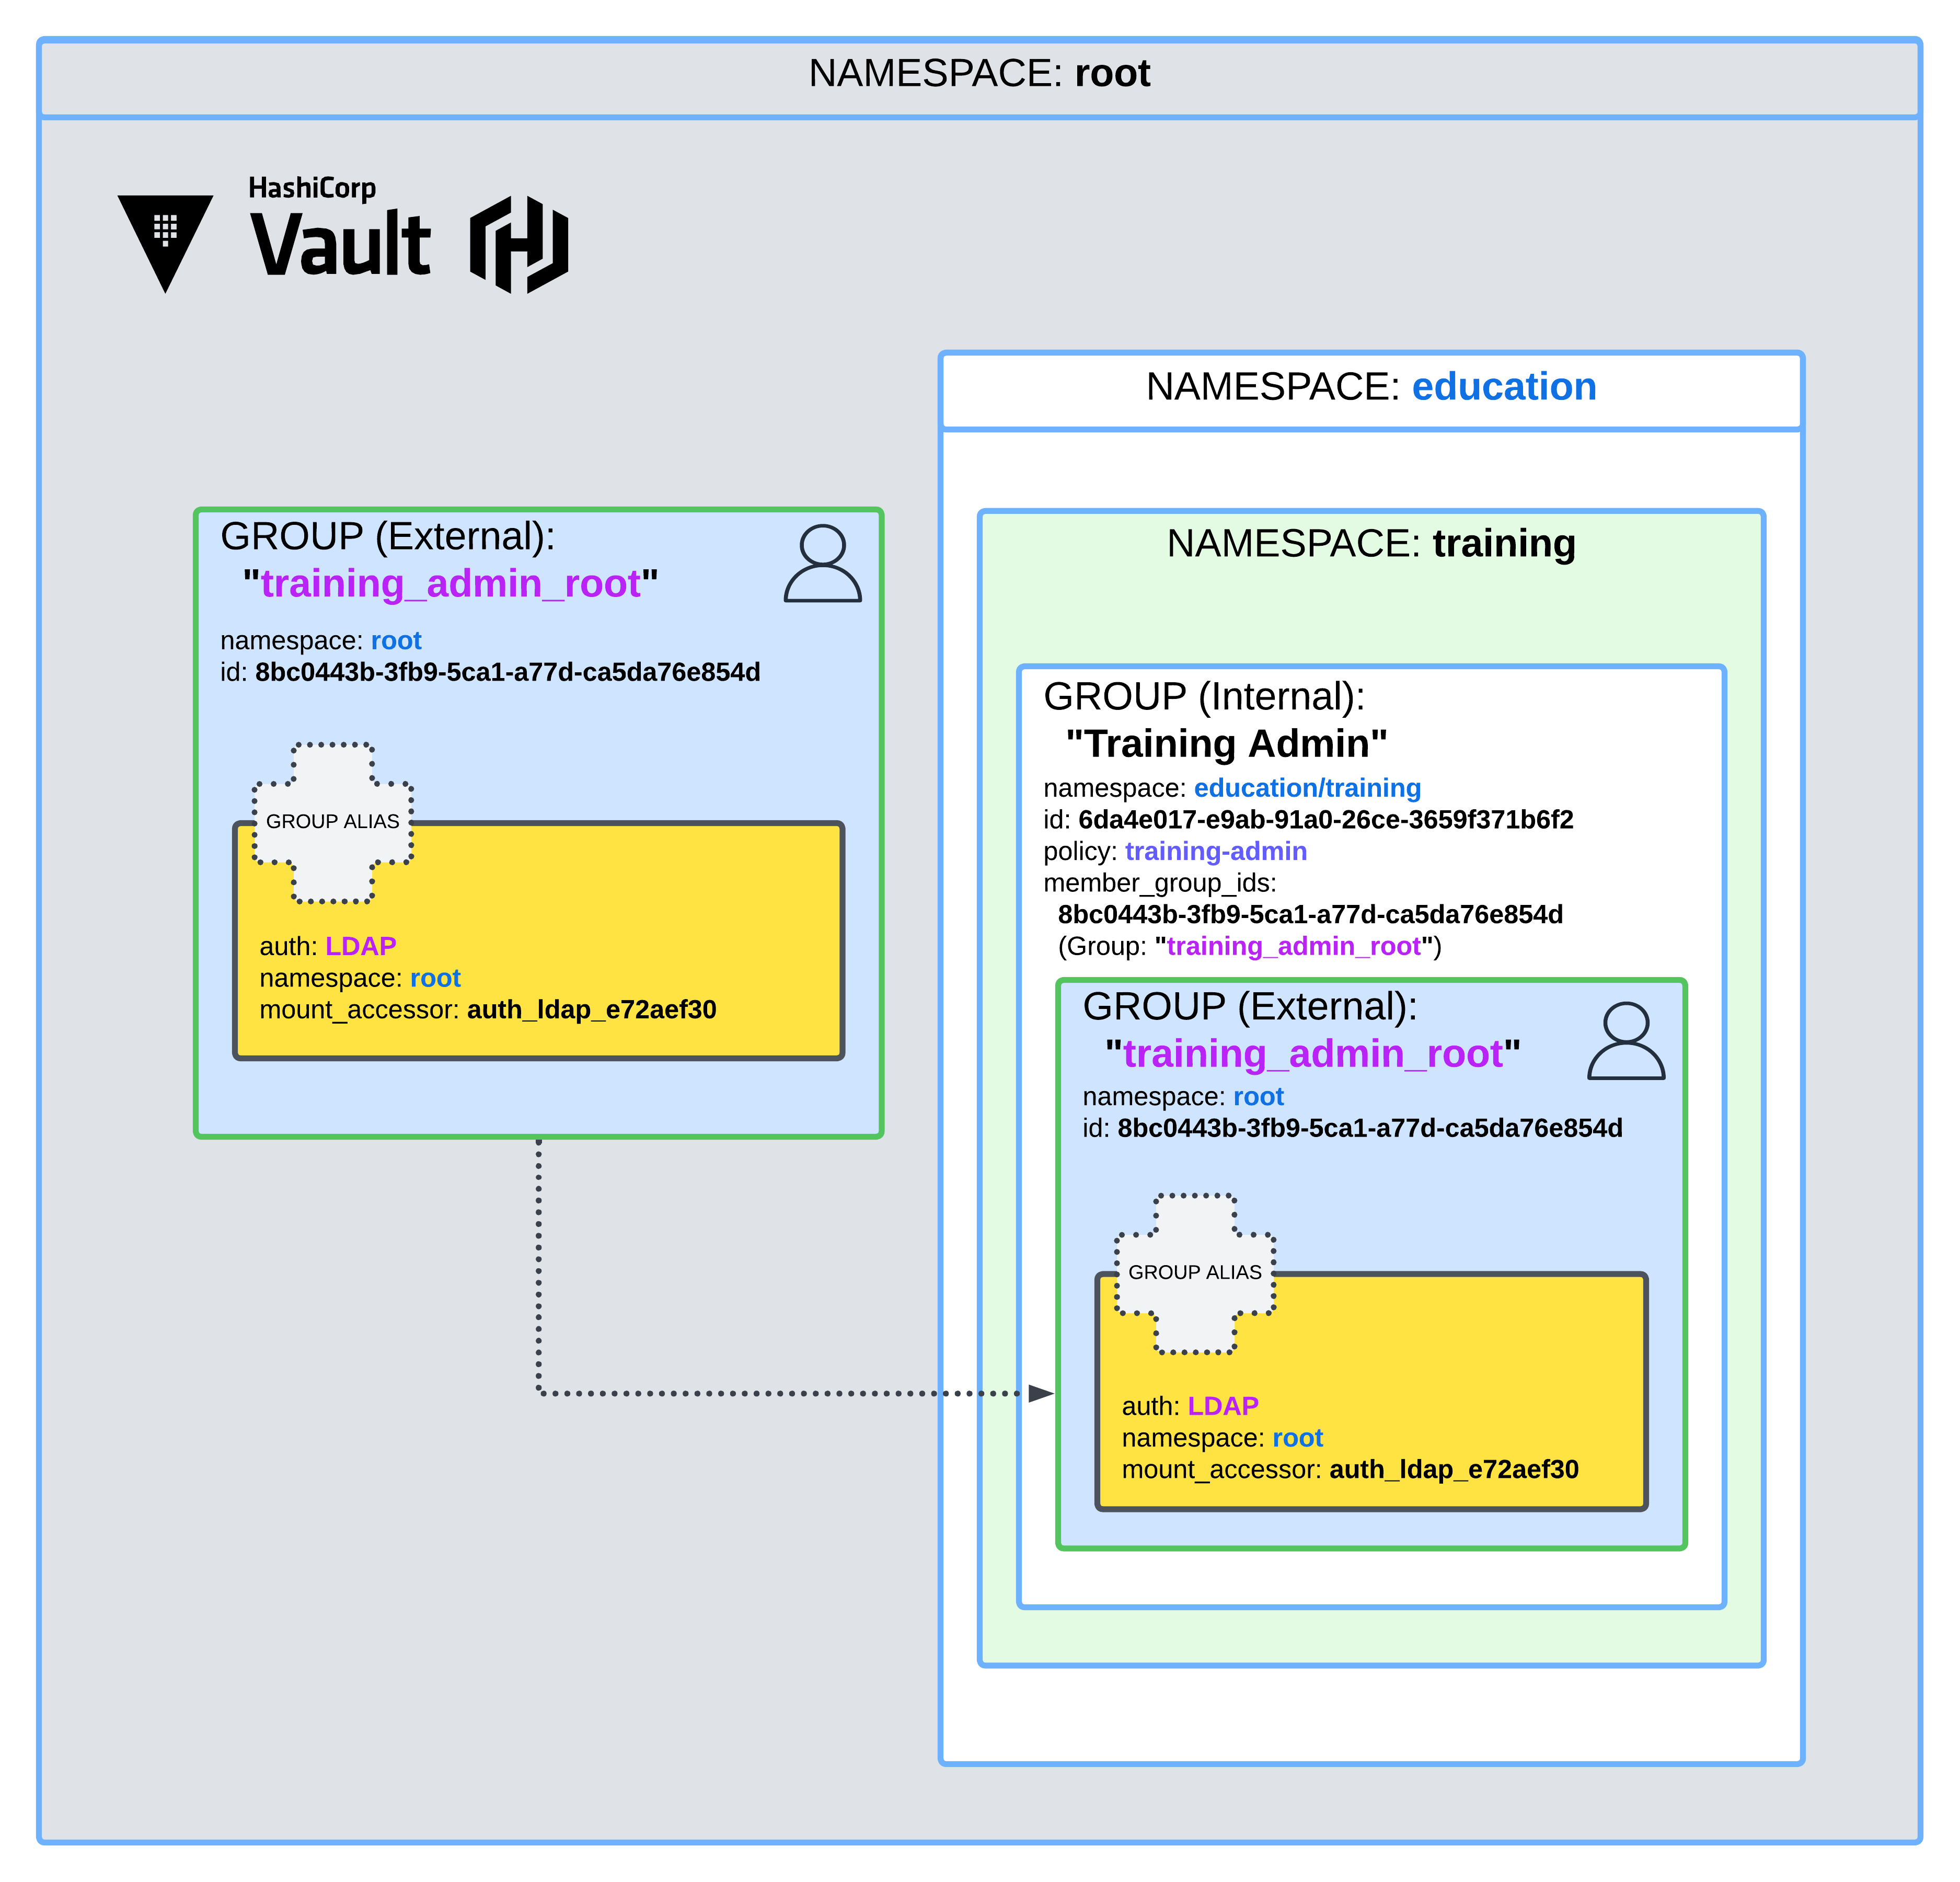 NAMESPACE: root
HashiCorp
Vault
NAMESPACE: education
GROUP (External):
"training_admin_root"
namespace: root
id: 8bc0443b-3fb9-5ca1-a77d-ca5da76e854d
GROUP ALIAS
auth: LDAP
namespace: root
mount_accessor: auth_ldap_e72aef30
NAMESPACE: training
GROUP (Internal):
"Training Admin"
namespace: education/training
id: 6da4e017-e9ab-91a0-26ce-3659f371b6f2
policy: training-admin
member_group_ids:
8bc0443b-3fb9-5ca1-a77d-ca5da76e854d
(Group: "training_admin_root")
GROUP (External):
"training_admin_root"
namespace: root
id: 8bc0443b-3fb9-5ca1-a77d-ca5da76e854d
GROUP ALIAS
auth: LDAP
namespace: root
mount_accessor: auth_ldap_e72aef30